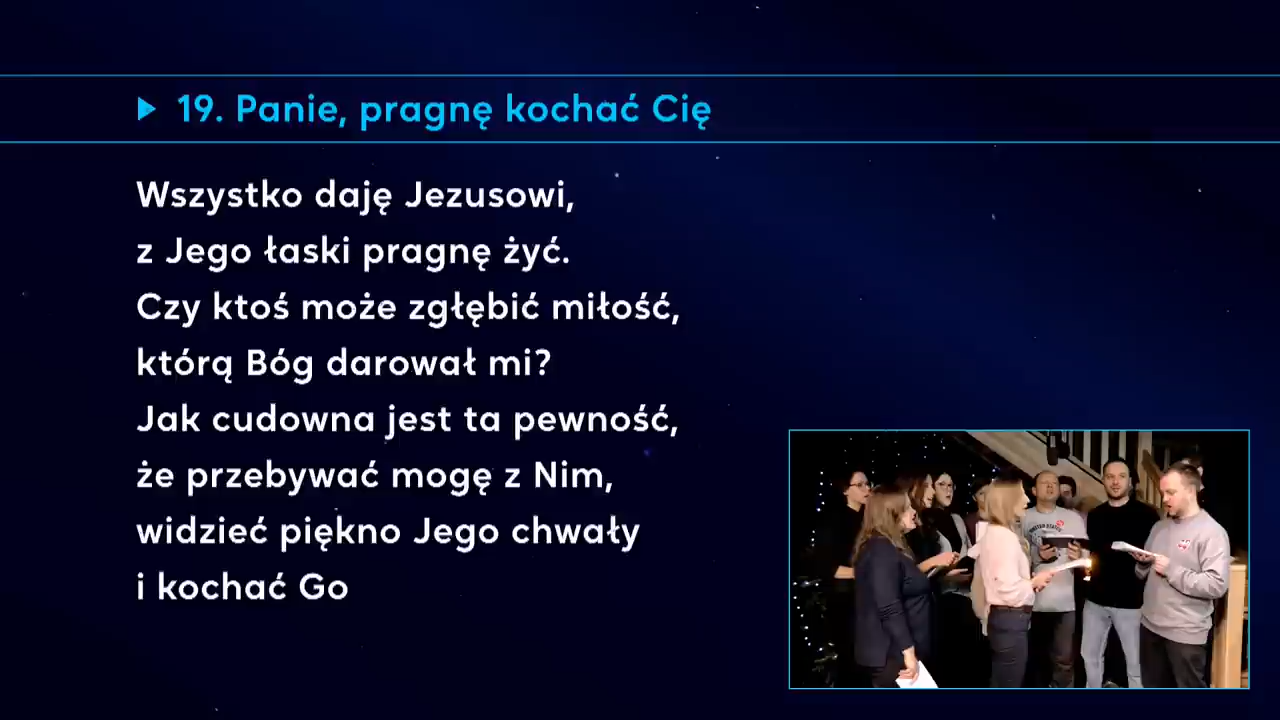 19. Panie, pragnę kochać Cię
Wszystko daję Jezusowi,
z Jego łaski pragnę żyć.
Czy ktoś może zgłębić miłość,
którą Bóg darował mi?
Jak cudowna jest ta pewność,
że przebywać mogę z Nim,
widzieć piękno Jego chwały
i kochać Go